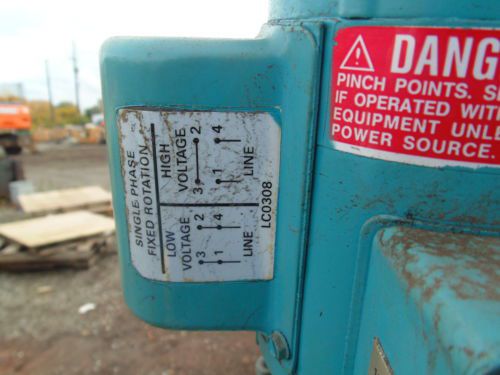 SINGLE PHASE
FIXED ROTATION
LOW
VOLTAGE
HIGH
VOLTAGE
3 2
1 4
LINE
3 2
1 4
LINE
LC0308
DANG
PINCH POINTS. S
IF OPERATED WIT
EQUIPMENT UNLE
POWER SOURCE.